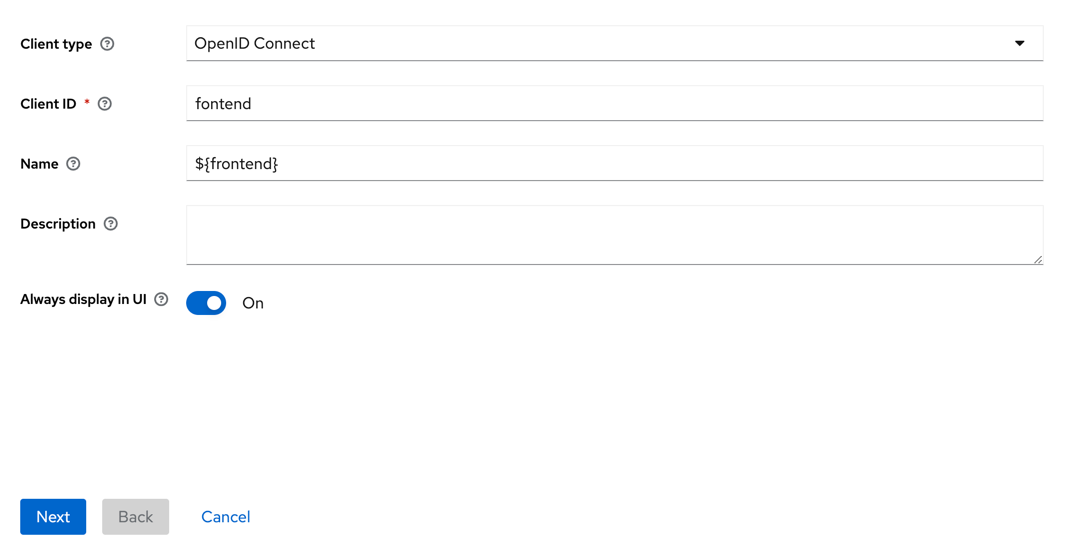 Client type
OpenID Connect
Client ID *
fontend
Name
${frontend}
Description
Always display in UI
On
Next Back Cancel